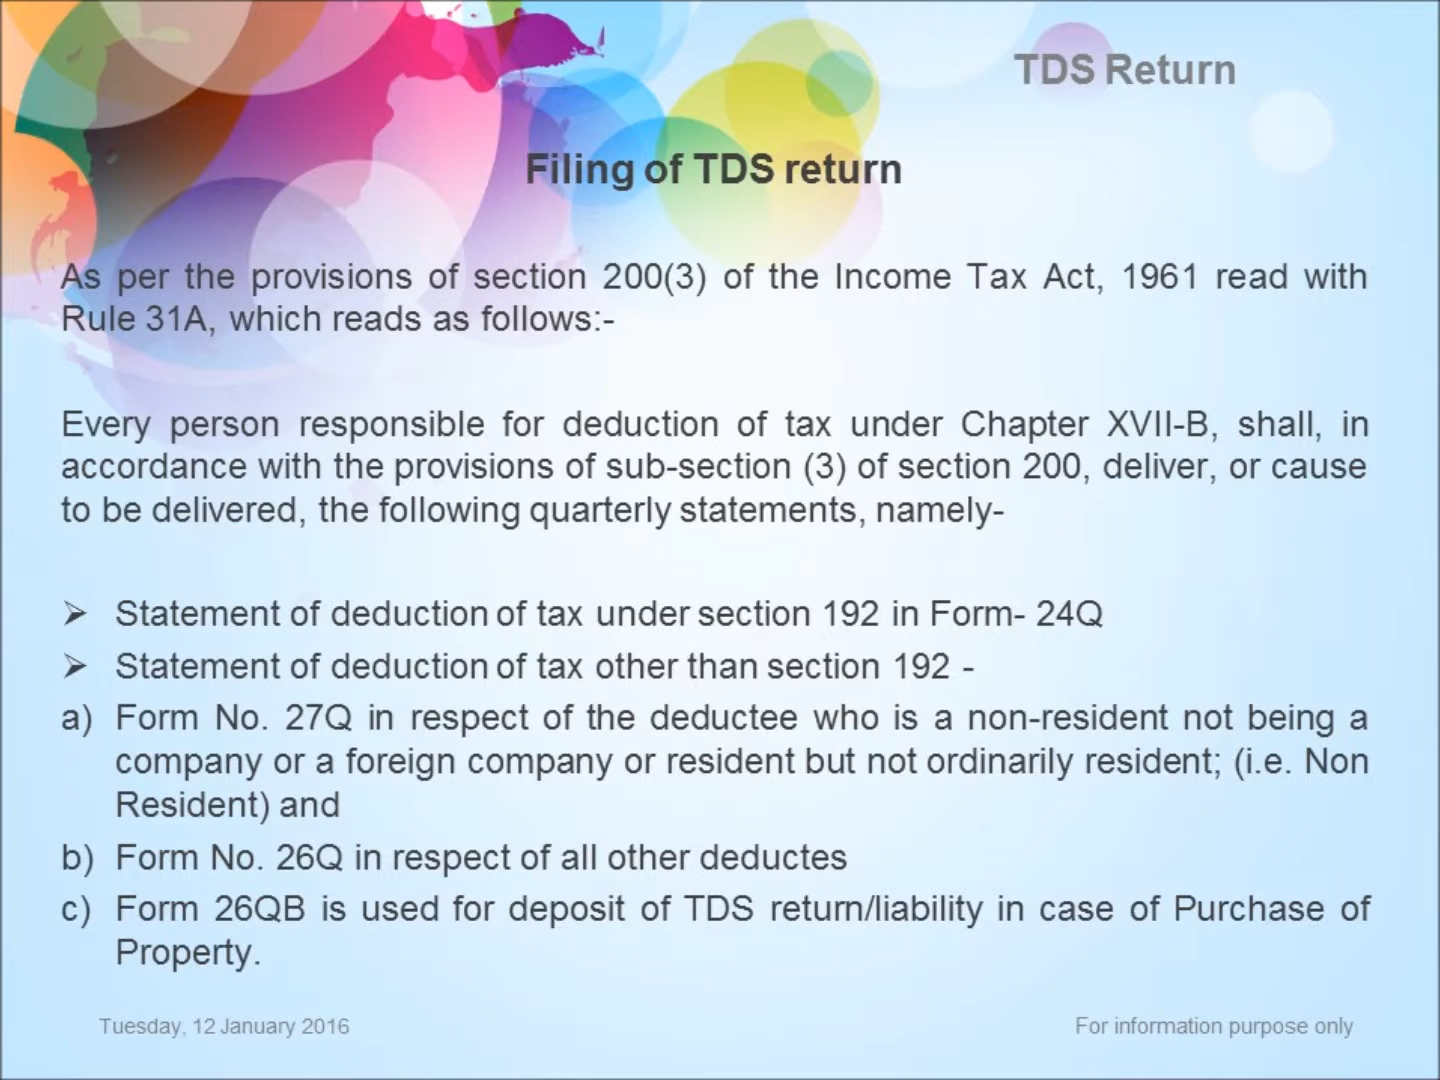 TDS Return
Filing of TDS return
As per the provisions of section 200(3) of the Income Tax Act, 1961 read with
Rule 31A, which reads as follows:-
Every person responsible for deduction of tax under Chapter XVII-B, shall, in
accordance with the provisions of sub-section (3) of section 200, deliver, or cause
to be delivered, the following quarterly statements, namely-
➢ Statement of deduction of tax under section 192 in Form- 24Q
➢ Statement of deduction of tax other than section 192 -
a) Form No. 27Q in respect of the deductee who is a non-resident not being a
company or a foreign company or resident but not ordinarily resident; (i.e. Non
Resident) and
b) Form No. 26Q in respect of all other deductes
c) Form 26QB is used for deposit of TDS return/liability in case of Purchase of
Property.
Tuesday, 12 January 2016
For information purpose only